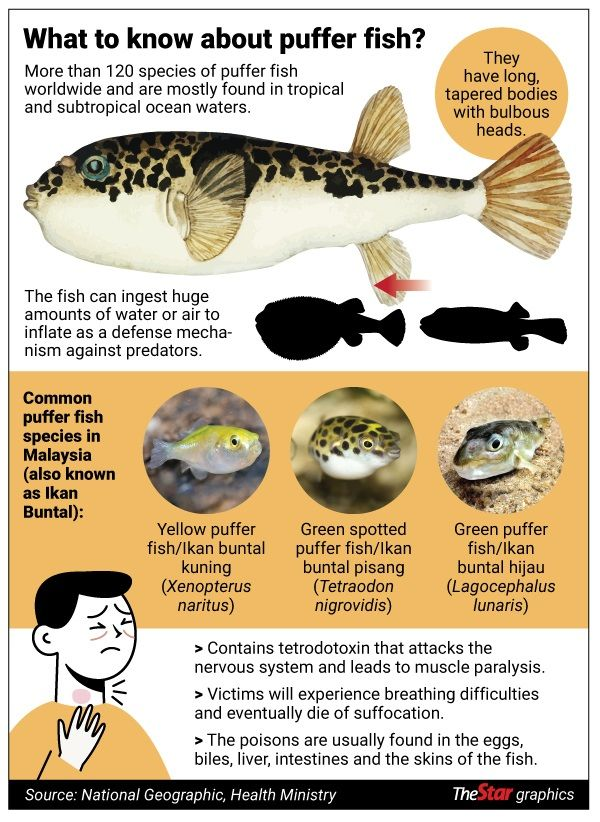 What to know about puffer fish?
More than 120 species of puffer fish
worldwide and are mostly found in tropical
and subtropical ocean waters.
They
have long,
tapered bodies
with bulbous
heads.
The fish can ingest huge
amounts of water or air to
inflate as a defense mecha-
nism against predators.
Common
puffer fish
species in
Malaysia
(also known
as Ikan
Buntal):
Yellow puffer
fish/Ikan buntal
kuning
(Xenopterus
naritus)
Green spotted
puffer fish/Ikan
buntal pisang
(Tetraodon
nigrovidis)
Green puffer
fish/Ikan
buntal hijau
(Lagocephalus
lunaris)
> Contains tetrodotoxin that attacks the
nervous system and leads to muscle paralysis.
> Victims will experience breathing difficulties
and eventually die of suffocation.
> The poisons are usually found in the eggs,
biles, liver, intestines and the skins of the fish.
Source: National Geographic, Health Ministry
TheStar graphics